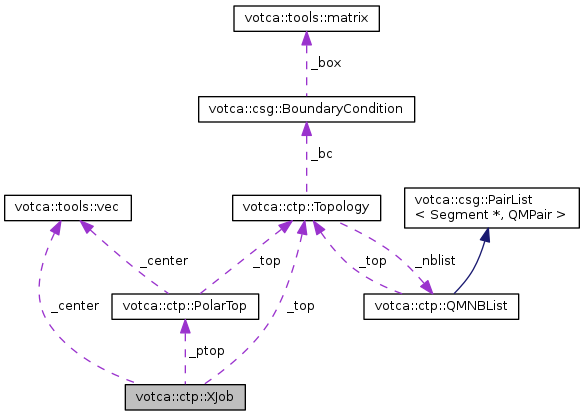 votca::tools::matrix
_box
votca::csg::BoundaryCondition
_bc
votca::tools::vec
votca::ctp::Topology
votca::csg::PairList
< Segment *, QMPair >
_center
_top
_top
_nblist
_center
votca::ctp::PolarTop
_top
votca::ctp::QMNBList
_ptop
votca::ctp::XJob